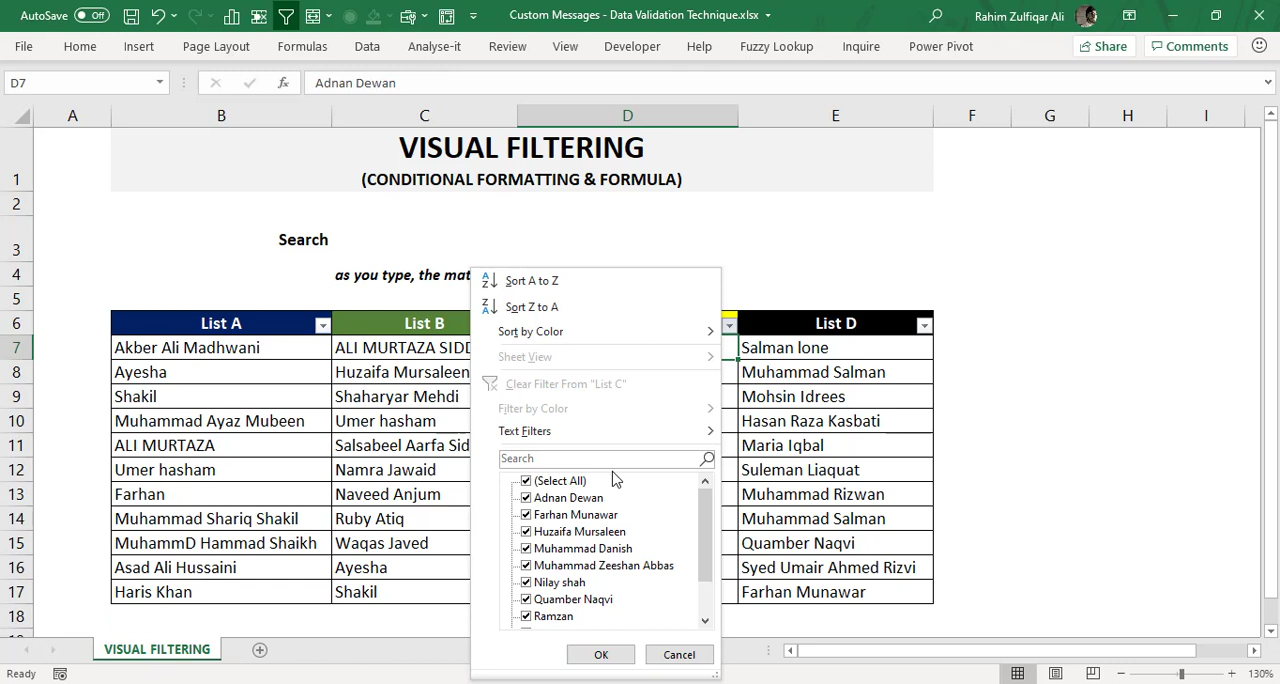 AutoSave Off Custom Messages - Data Validation Technique.xlsx Rahim Zulfiqar Ali
File Home Insert Page Layout Formulas Data Analyse-it Review View Developer Help Fuzzy Lookup Inquire Power Pivot Share Comments
D7 fx Adnan Dewan
A B C D E F G H I
VISUAL FILTERING
1 (CONDITIONAL FORMATTING & FORMULA)
2
3 Search
4 as you type, the mat
5
6 List A List B List D
7 Akber Ali Madhwani ALI MURTAZA SIDD Salman lone
8 Ayesha Huzaifa Mursaleen Muhammad Salman
9 Shakil Shaharyar Mehdi Mohsin Idrees
10 Muhammad Ayaz Mubeen Umer hasham Hasan Raza Kasbati
11 ALI MURTAZA Salsabeel Aarfa Sid Maria Iqbal
12 Umer hasham Namra Jawaid Suleman Liaquat
13 Farhan Naveed Anjum Muhammad Rizwan
14 Muhammad Shariq Shakil Ruby Atiq Muhammad Salman
15 MuhammD Hammad Shaikh Waqas Javed Quamber Naqvi
16 Asad Ali Hussaini Ayesha Syed Umair Ahmed Rizvi
17 Haris Khan Shakil Farhan Munawar
18
Sort A to Z
Sort Z to A
Sort by Color
Sheet View
Clear Filter From "List C"
Filter by Color
Text Filters
Search
(Select All)
Adnan Dewan
Farhan Munawar
Huzaifa Mursaleen
Muhammad Danish
Muhammad Zeeshan Abbas
Nilay shah
Quamber Naqvi
Ramzan
OK Cancel
VISUAL FILTERING
Ready 130%